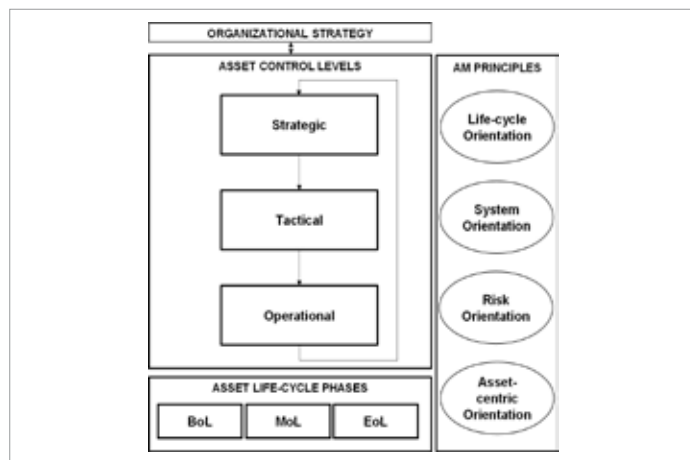 ORGANIZATIONAL STRATEGY
ASSET CONTROL LEVELS
Strategic
Tactical
Operational
ASSET LIFE-CYCLE PHASES
BoL
MoL
EoL
AM PRINCIPLES
Life-cycle
Orientation
System
Orientation
Risk
Orientation
Asset-
centric
Orientation